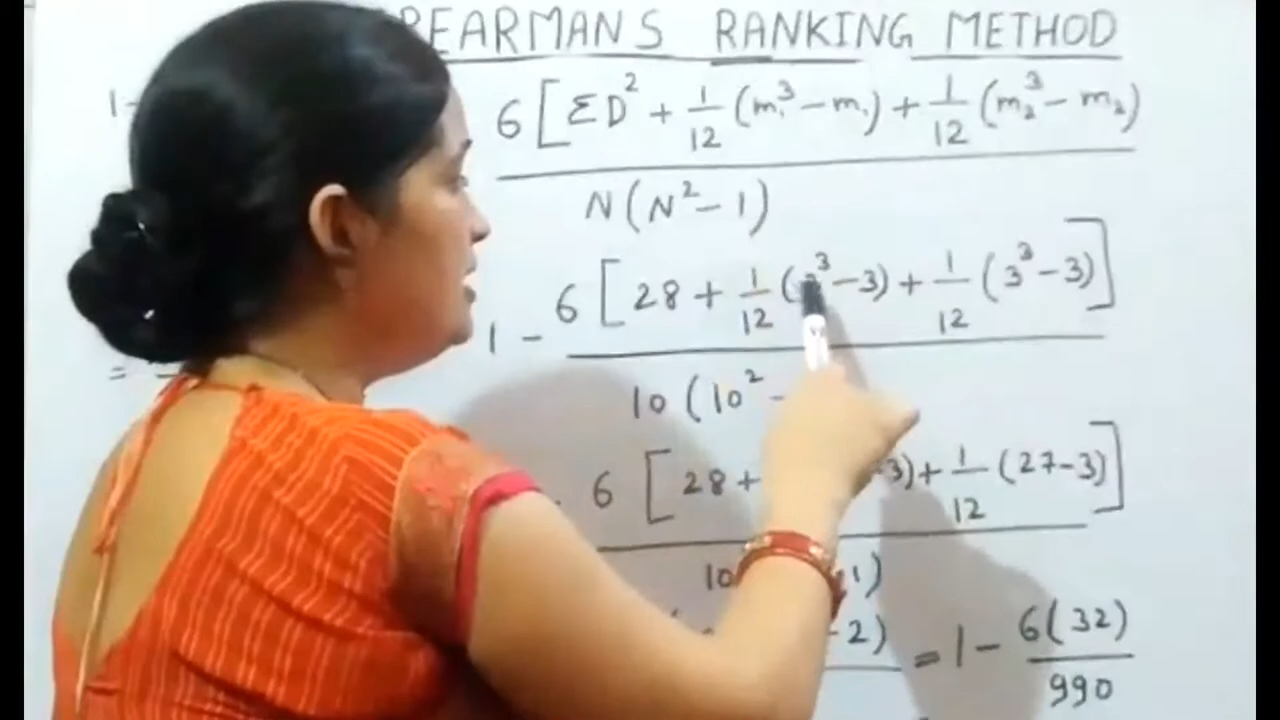 RANKING METHOD
1-
6[ΣD² + 1/12 (m₁³ - m₁) + 1/12 (m₂³ - m₂)
N(N² - 1)
1 - 6[28 + 1/12 ( ³ - 3) + 1/12 (3³ - 3)]
=
10(10² -
6[28 + 3) + 1/12 (27-3)]
10 1)
-2) = 1 - 6(32)/990